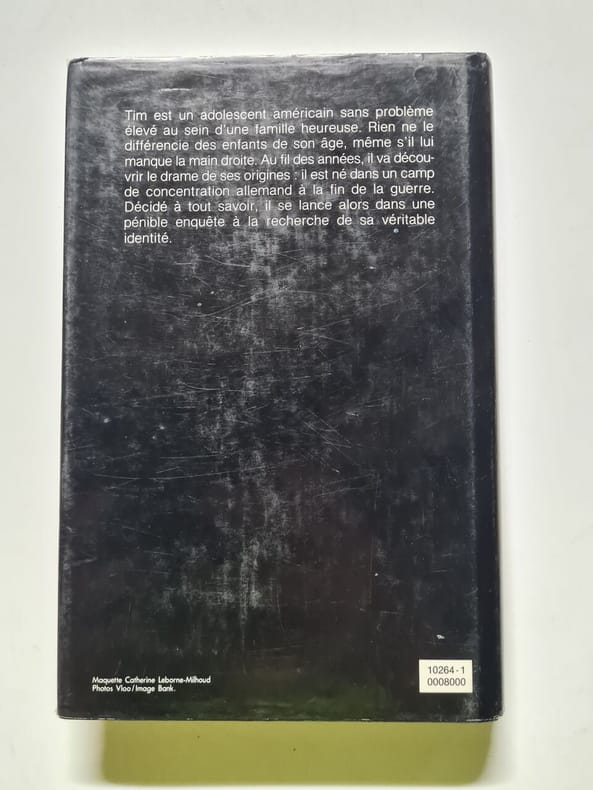 Tim est un adolescent américain sans problème
élevé au sein d'une famille heureuse. Rien ne le
différencie des enfants de son âge, même s'il lui
manque la main droite. Au fil des années, il va décou-
vrir le drame de ses origines : il est né dans un camp
de concentration allemand à la fin de la guerre.
Décidé à tout savoir, il se lance alors dans une
pénible enquête à la recherche de sa véritable
identité.
Maquette Catherine Leborne-Milhoud
Photos Vloo/Image Bank.
10264-1
0008000